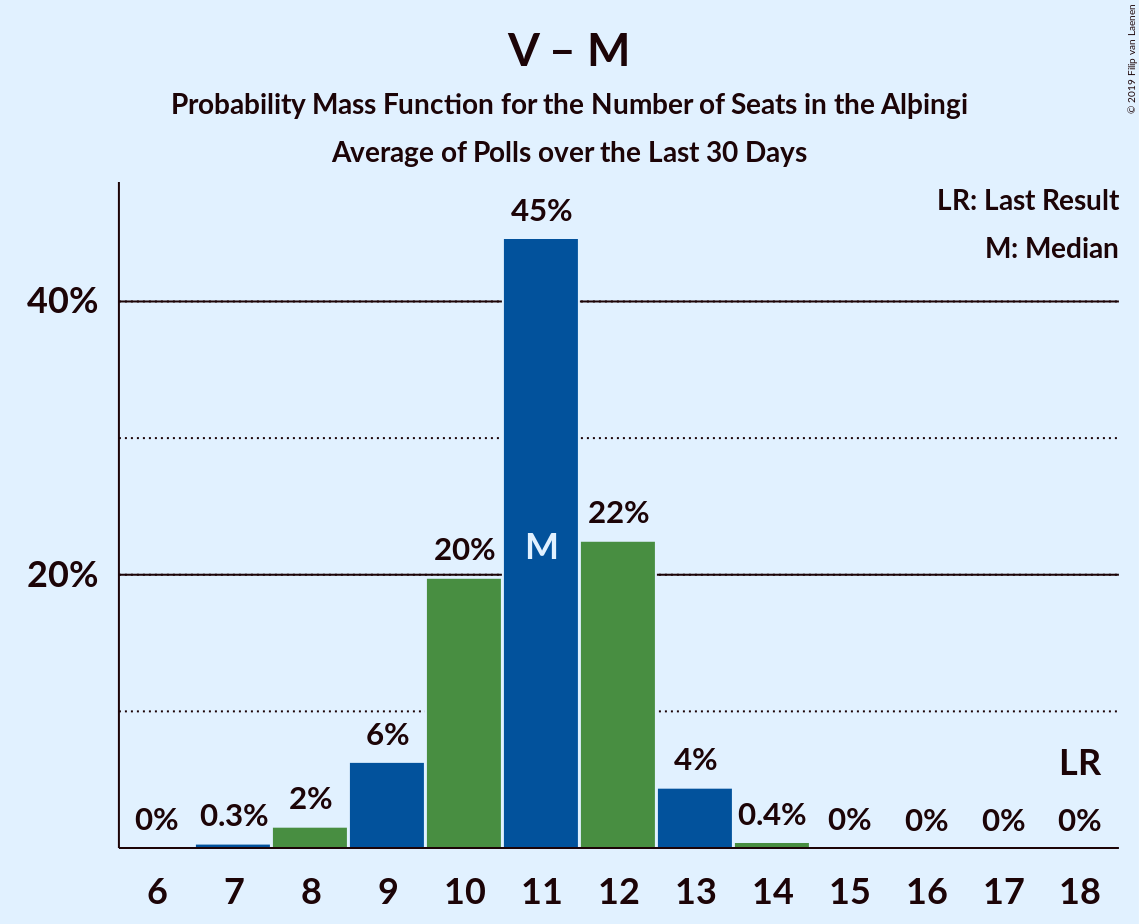 V – M
Probability Mass Function for the Number of Seats in the Alþingi
Average of Polls over the Last 30 Days
© 2019 Filip van Laenen
LR: Last Result
M: Median
40%
20%
0%
0.3%
2%
6%
20%
45%
M
22%
4%
0.4%
0%
0%
0%
LR
0%
6 7 8 9 10 11 12 13 14 15 16 17 18